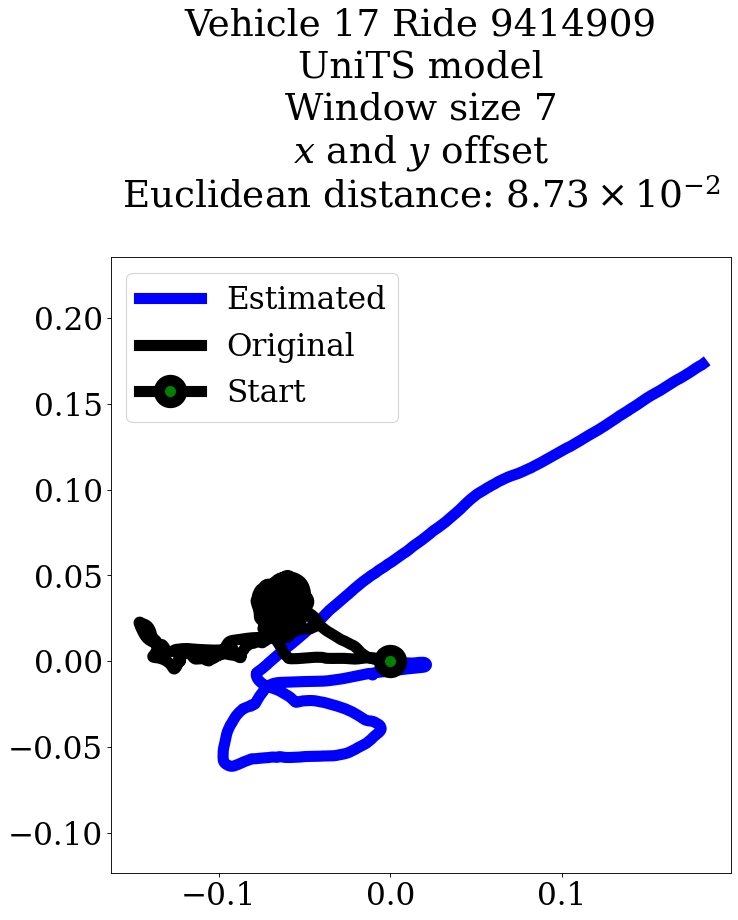 Vehicle 17 Ride 9414909
UniTS model
Window size 7
x and y offset
Euclidean distance: 8.73 × 10⁻²
Estimated
Original
Start
0.20
0.15
0.10
0.05
0.00
−0.05
−0.10
−0.1 0.0 0.1